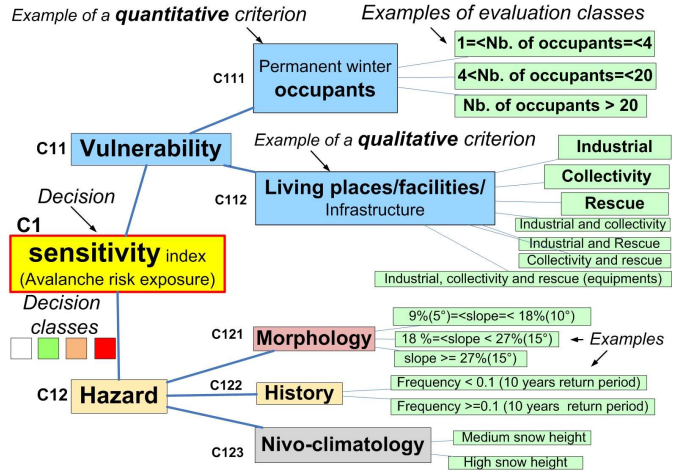 Example of a quantitative criterion
Examples of evaluation classes
C111
Permanent winter
occupants
1=<Nb. of occupants=<4
4<Nb. of occupants=<20
Nb. of occupants > 20
C11
Vulnerability
Example of a qualitative criterion
C112
Living places/facilities/
Infrastructure
Industrial
Collectivity
Rescue
Industrial and collectivity
Industrial and Rescue
Collectivity and rescue
Industrial, collectivity and rescue (equipments)
Decision
C1
sensitivity index
(Avalanche risk exposure)
Decision
classes
C12
Hazard
C121
Morphology
9%(5°)=<slope=< 18%(10°)
18 %=<slope < 27%(15°)
slope >= 27%(15°)
Examples
C122
History
Frequency < 0.1 (10 years return period)
Frequency >=0.1 (10 years return period)
C123
Nivo-climatology
Medium snow height
High snow height